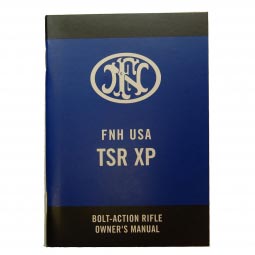 FN
FNH USA
TSR XP
BOLT-ACTION RIFLE
OWNER'S MANUAL